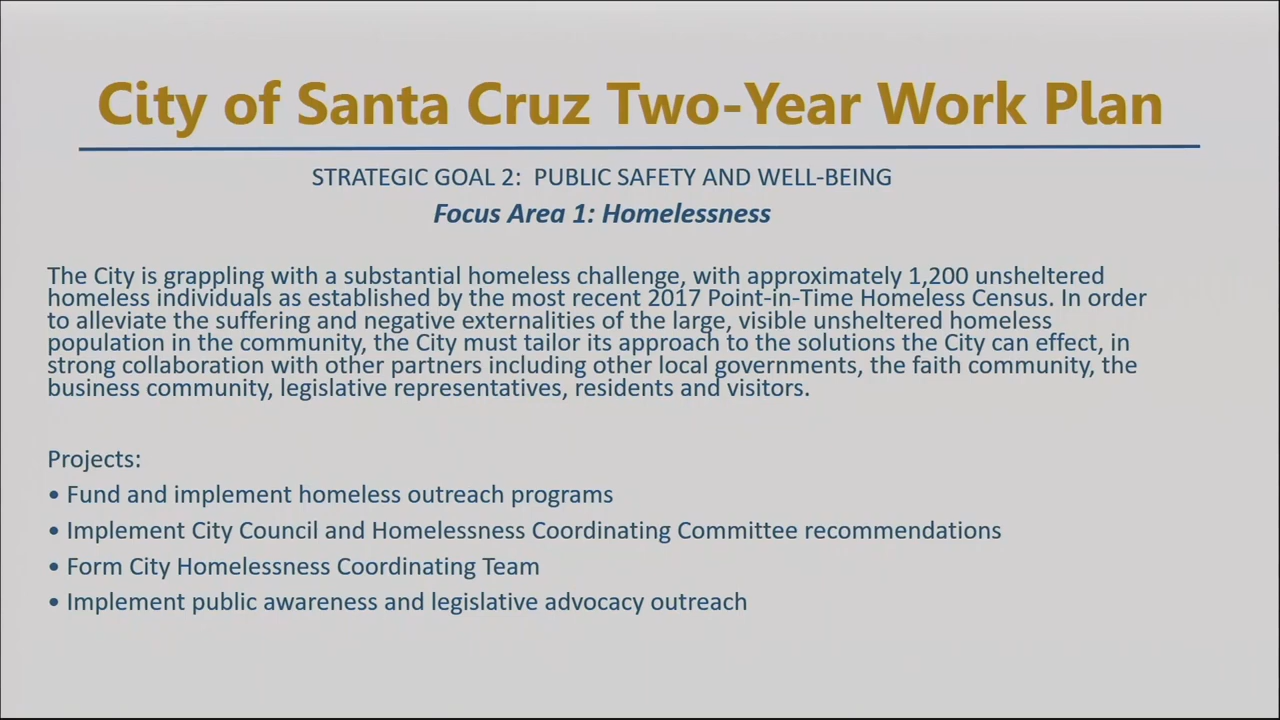 City of Santa Cruz Two-Year Work Plan
STRATEGIC GOAL 2: PUBLIC SAFETY AND WELL-BEING
Focus Area 1: Homelessness
The City is grappling with a substantial homeless challenge, with approximately 1,200 unsheltered
homeless individuals as established by the most recent 2017 Point-in-Time Homeless Census. In order
to alleviate the suffering and negative externalities of the large, visible unsheltered homeless
population in the community, the City must tailor its approach to the solutions the City can effect, in
strong collaboration with other partners including other local governments, the faith community, the
business community, legislative representatives, residents and visitors.
Projects:
• Fund and implement homeless outreach programs
• Implement City Council and Homelessness Coordinating Committee recommendations
• Form City Homelessness Coordinating Team
• Implement public awareness and legislative advocacy outreach